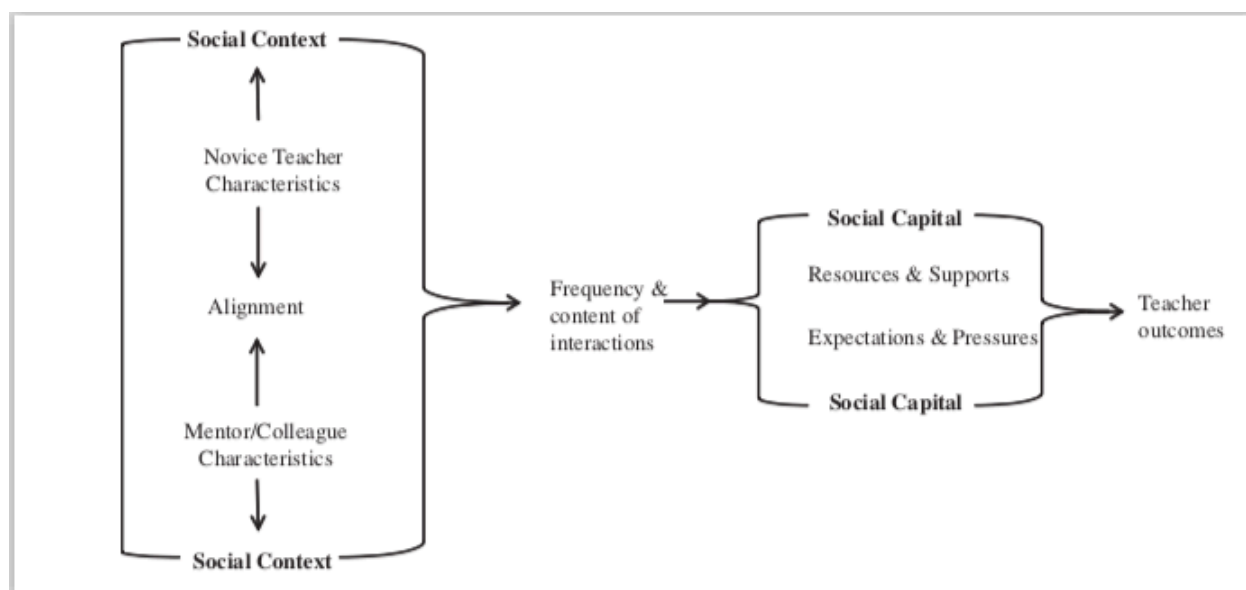 Social Context
Novice Teacher
Characteristics
Alignment
Mentor/Colleague
Characteristics
Social Context
Frequency &
content of
interactions
Social Capital
Resources & Supports
Expectations & Pressures
Social Capital
Teacher
outcomes